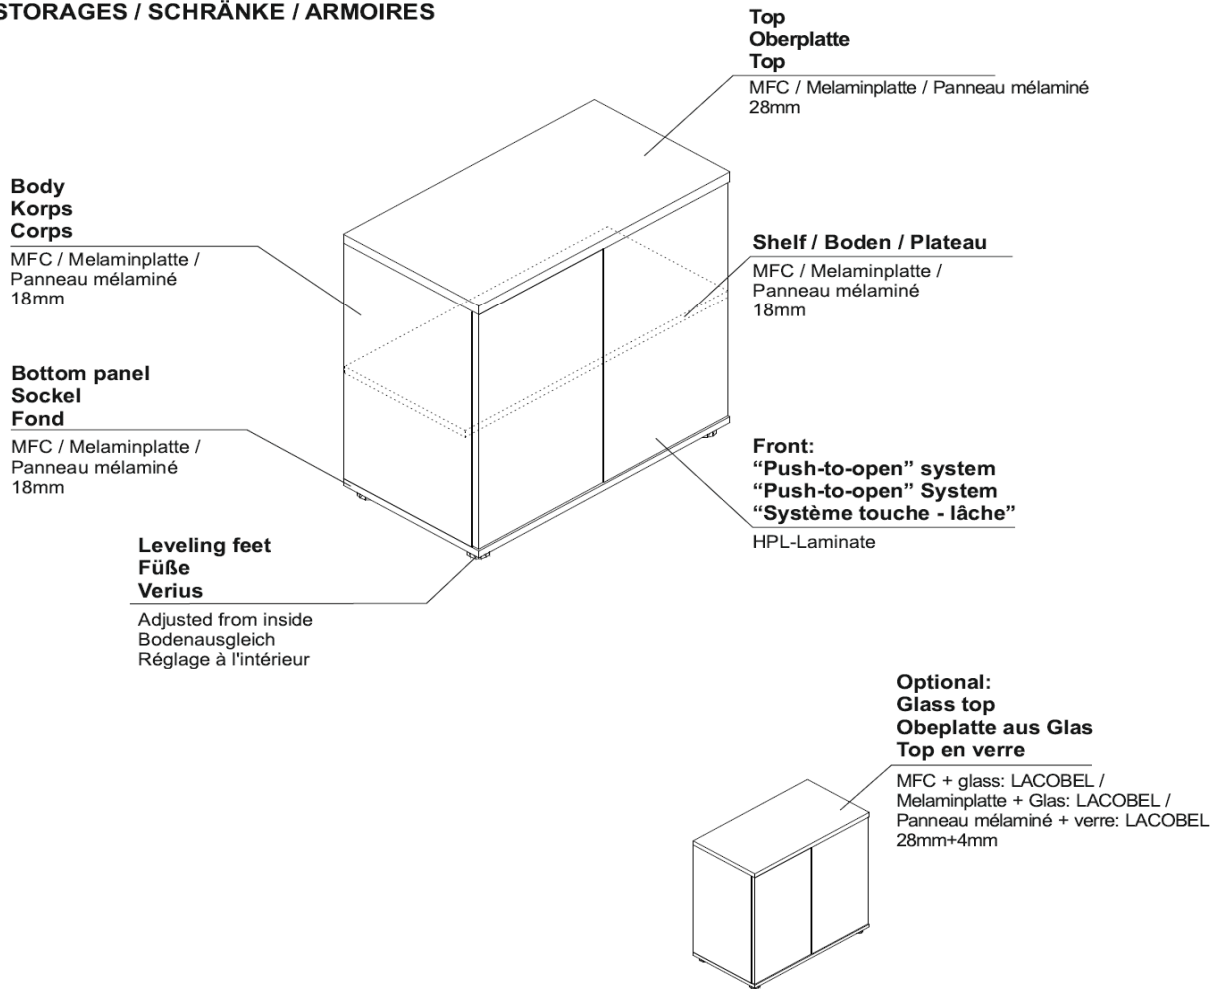 STORAGES / SCHRÄNKE / ARMOIRES
Top
Oberplatte
Top
MFC / Melaminplatte / Panneau mélaminé
28mm
Body
Korps
Corps
MFC / Melaminplatte /
Panneau mélaminé
18mm
Shelf / Boden / Plateau
MFC / Melaminplatte /
Panneau mélaminé
18mm
Bottom panel
Sockel
Fond
MFC / Melaminplatte /
Panneau mélaminé
18mm
Front:
“Push-to-open” system
“Push-to-open” System
“Système touche - lâche”
HPL-Laminate
Leveling feet
Füße
Verius
Adjusted from inside
Bodenausgleich
Réglage à l'intérieur
Optional:
Glass top
Obeplatte aus Glas
Top en verre
MFC + glass: LACOBEL /
Melaminplatte + Glas: LACOBEL /
Panneau mélaminé + verre: LACOBEL
28mm+4mm